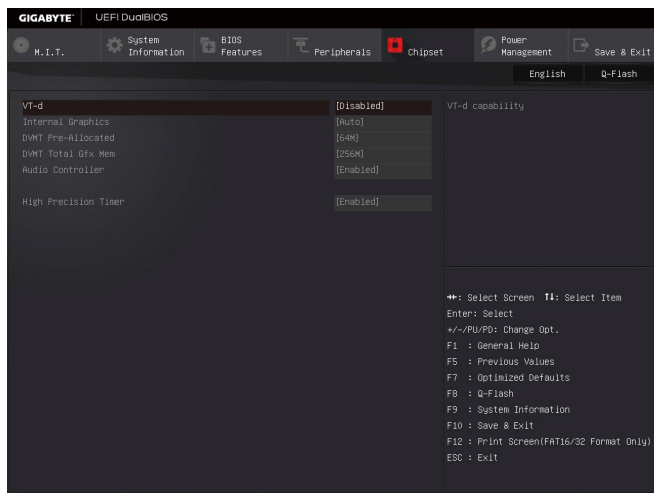 GIGABYTE™ UEFI DualBIOS
M.I.T. System Information BIOS Features Peripherals Chipset Power Management Save & Exit
English Q-Flash
VT-d [Disabled] VT-d capability
Internal Graphics [Auto]
DVMT Pre-Allocated [64M]
DVMT Total Gfx Mem [256M]
Audio Controller [Enabled]
High Precision Timer [Enabled]
→←: Select Screen ↑↓: Select Item
Enter: Select
+/-/PU/PD: Change Opt.
F1 : General Help
F5 : Previous Values
F7 : Optimized Defaults
F8 : Q-Flash
F9 : System Information
F10 : Save & Exit
F12 : Print Screen(FAT16/32 Format Only)
ESC : Exit